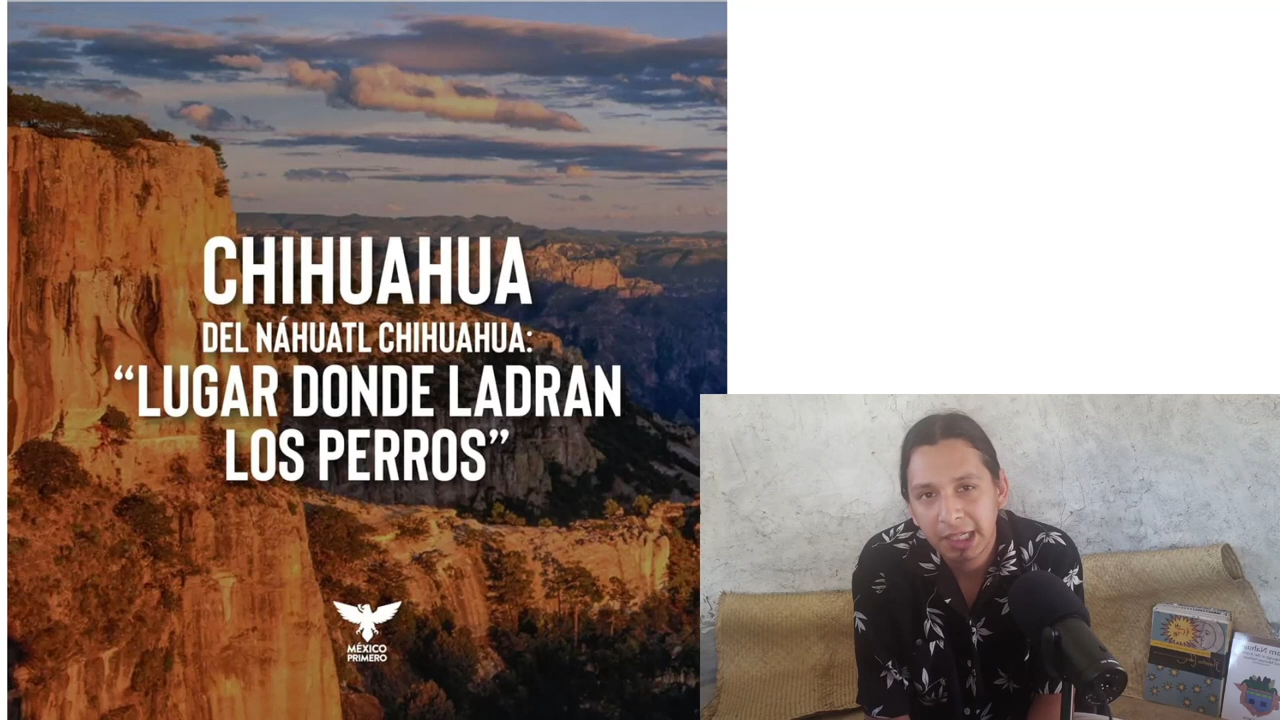 CHIHUAHUA
DEL NÁHUATL CHIHUAHUA:
“LUGAR DONDE LADRAN
LOS PERROS”
MÉXICO
PRIMERO